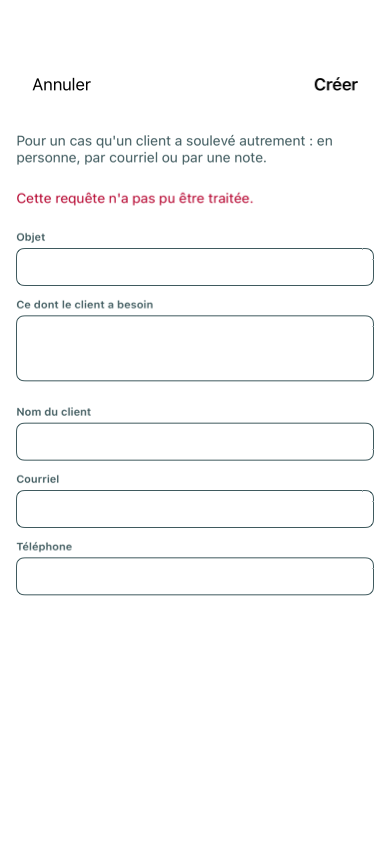 Annuler
Créer
Pour un cas qu'un client a soulevé autrement : en
personne, par courriel ou par une note.
Cette requête n'a pas pu être traitée.
Objet
Ce dont le client a besoin
Nom du client
Courriel
Téléphone